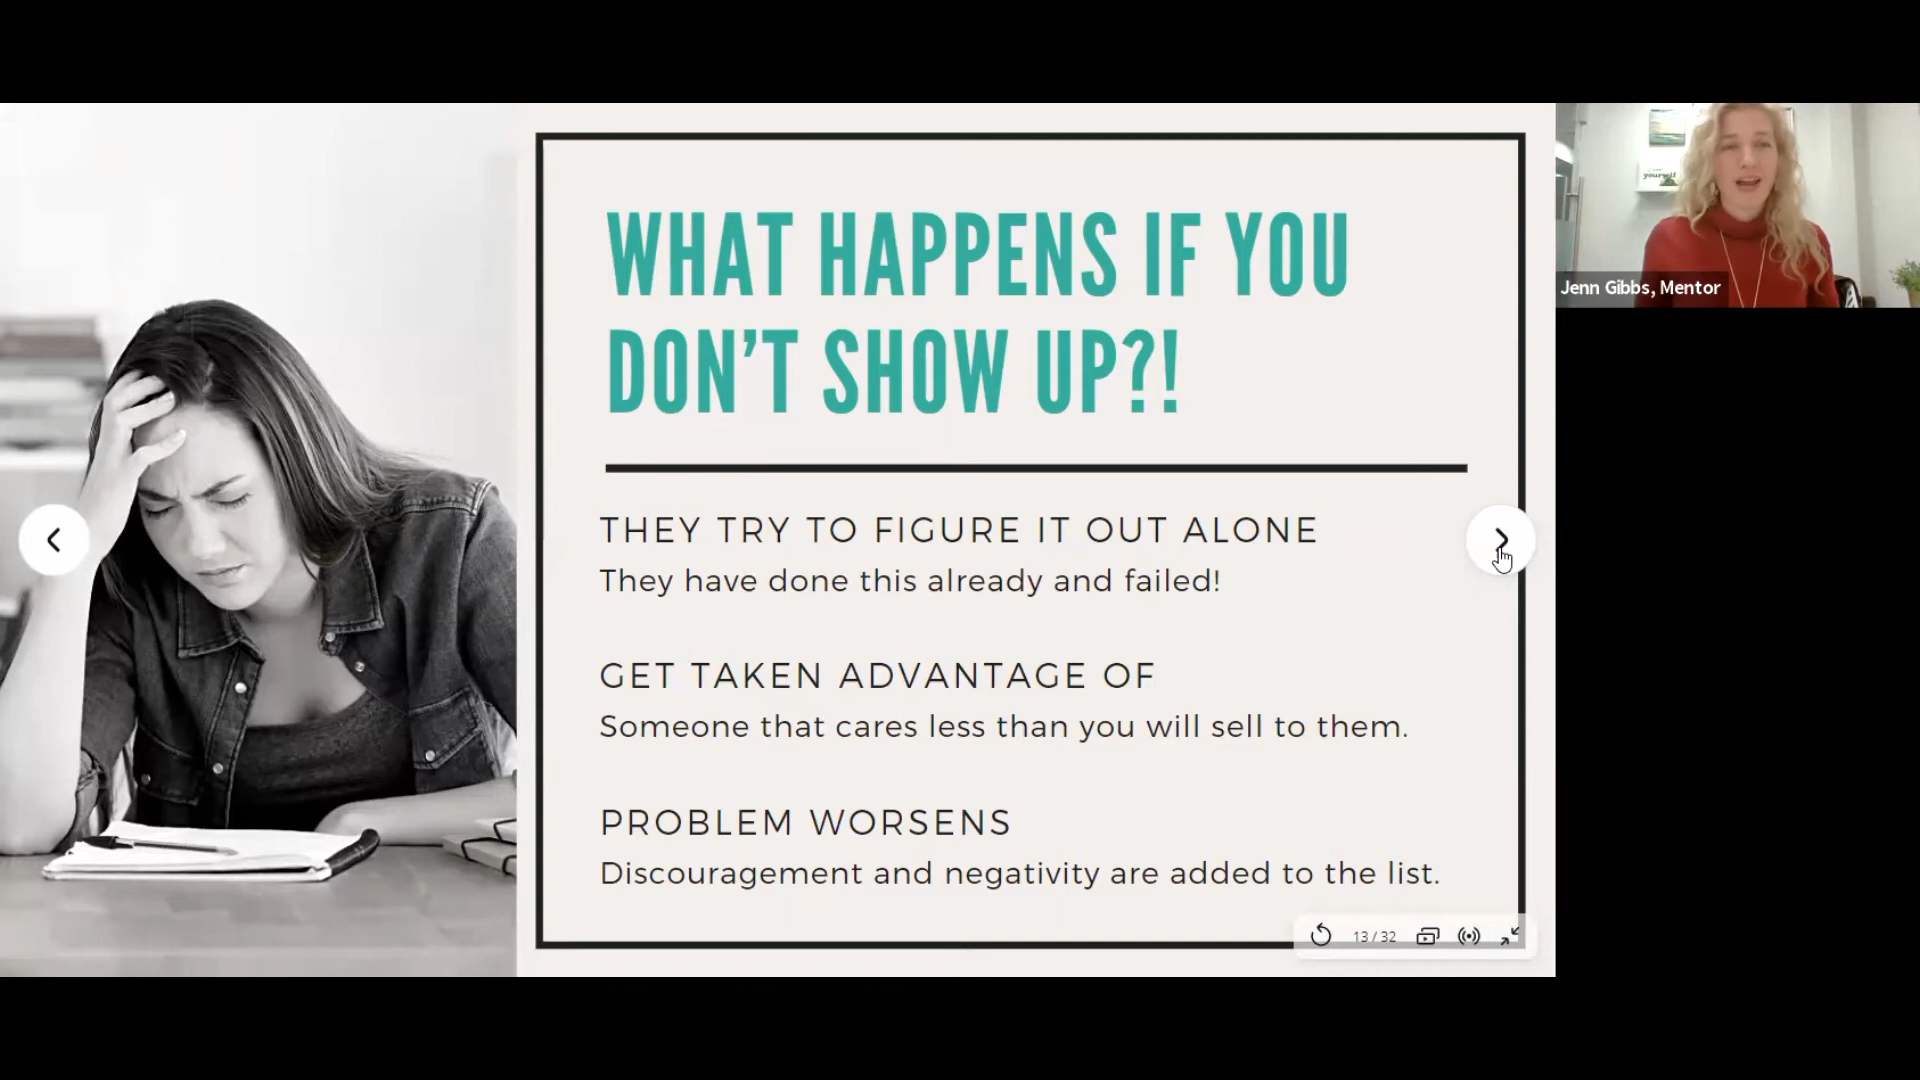 WHAT HAPPENS IF YOU
DON'T SHOW UP?!
THEY TRY TO FIGURE IT OUT ALONE
They have done this already and failed!
GET TAKEN ADVANTAGE OF
Someone that cares less than you will sell to them.
PROBLEM WORSENS
Discouragement and negativity are added to the list.
13 / 32
yourself
Jenn Gibbs, Mentor